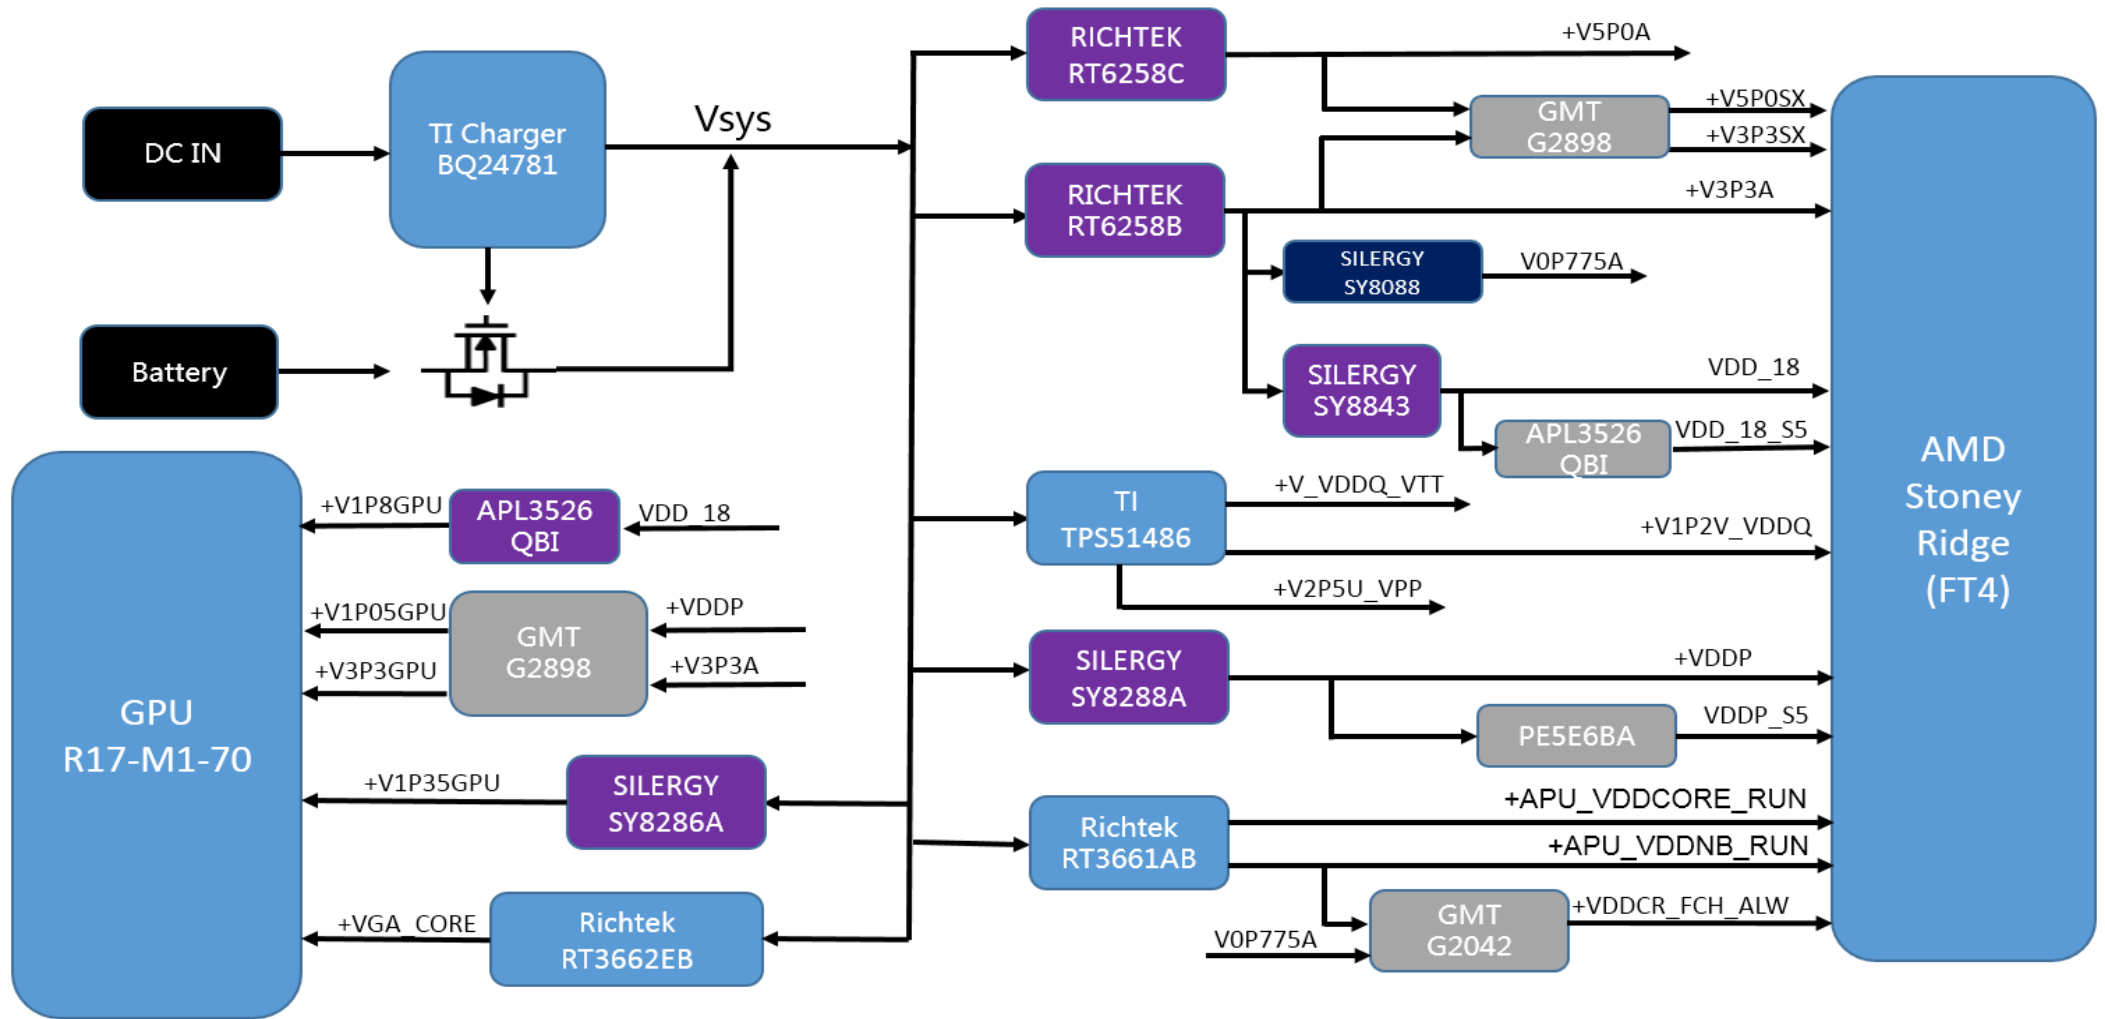 DC IN
TI Charger
BQ24781
Vsys
Battery
RICHTEK
RT6258C
+V5P0A
GMT
G2898
+V5P0SX
+V3P3SX
RICHTEK
RT6258B
+V3P3A
SILERGY
SY8088
V0P775A
SILERGY
SY8843
VDD_18
APL3526
QBI
VDD_18_S5
TI
TPS51486
+V_VDDQ_VTT
+V1P2V_VDDQ
+V2P5U_VPP
SILERGY
SY8288A
+VDDP
PE5E6BA
VDDP_S5
Richtek
RT3661AB
+APU_VDDCORE_RUN
+APU_VDDNB_RUN
V0P775A
GMT
G2042
+VDDCR_FCH_ALW
AMD
Stoney
Ridge
(FT4)
GPU
R17-M1-70
+V1P8GPU
APL3526
QBI
VDD_18
+V1P05GPU
+V3P3GPU
GMT
G2898
+VDDP
+V3P3A
+V1P35GPU
SILERGY
SY8286A
+VGA_CORE
Richtek
RT3662EB